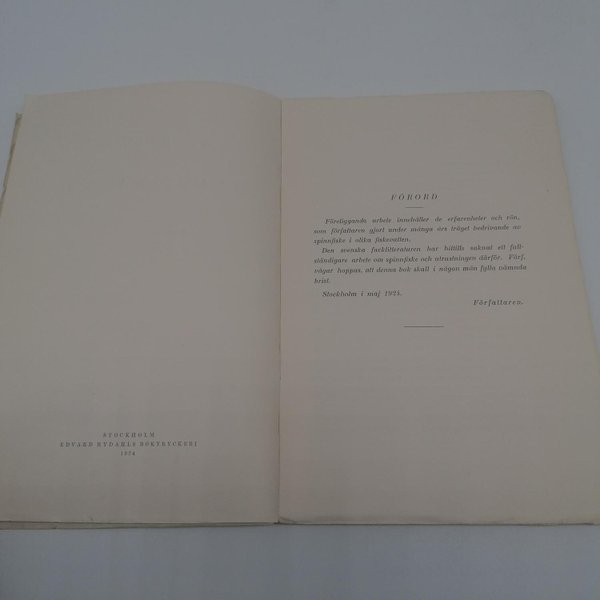 STOCKHOLM
EDVARD RYDAHLS BOKTRYCKERI
1924
FÖRORD
Föreliggande arbete innehåller de erfarenheter och rön,
som författaren gjort under många års träget bedrivande av
spinnfiske i olika fiskevatten.
Den svenska facklitteraturen har hittills saknat ett full-
ständigare arbete om spinnfiske och utrustningen därför. Förf.
vågar hoppas, att denna bok skall i någon mån fylla nämnda
brist.
Stockholm i maj 1924.
Författaren.